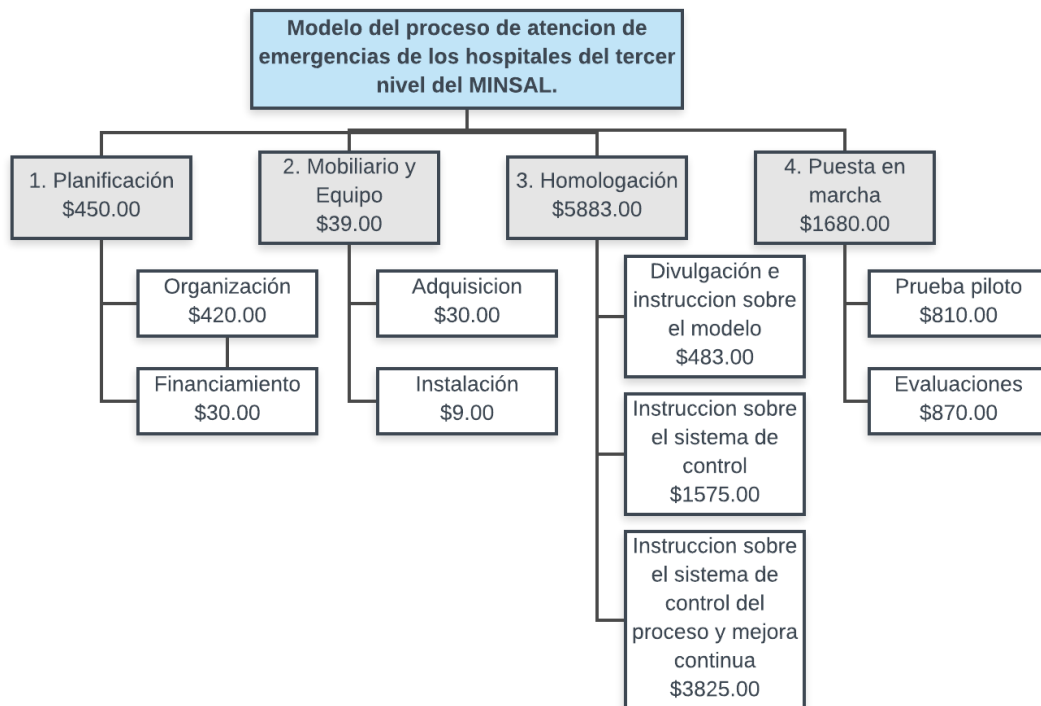 Modelo del proceso de atencion de
emergencias de los hospitales del tercer
nivel del MINSAL.
1. Planificación
$450.00
Organización
$420.00
Financiamiento
$30.00
2. Mobiliario y
Equipo
$39.00
Adquisicion
$30.00
Instalación
$9.00
3. Homologación
$5883.00
Divulgación e
instruccion sobre
el modelo
$483.00
Instruccion sobre
el sistema de
control
$1575.00
Instruccion sobre
el sistema de
control del
proceso y mejora
continua
$3825.00
4. Puesta en
marcha
$1680.00
Prueba piloto
$810.00
Evaluaciones
$870.00